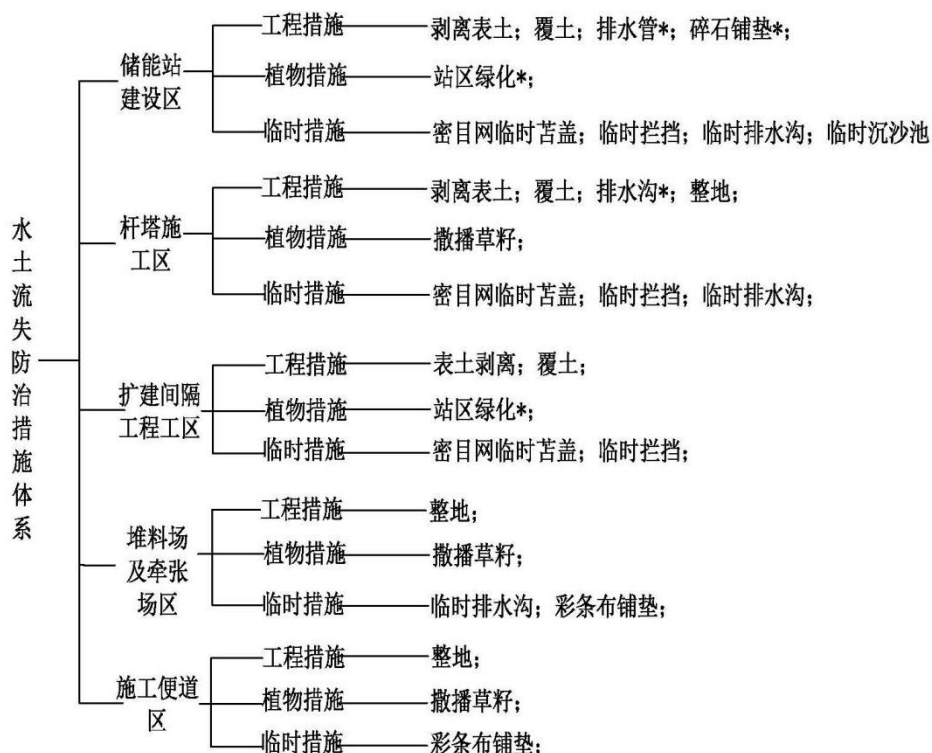 水土流失防治措施体系
储能站
建设区
工程措施 剥离表土；覆土；排水管*；碎石铺垫*；
植物措施 站区绿化*；
临时措施 密目网临时苫盖；临时拦挡；临时排水沟；临时沉沙池
杆塔施
工区
工程措施 剥离表土；覆土；排水沟*；整地；
植物措施 撒播草籽；
临时措施 密目网临时苫盖；临时拦挡；临时排水沟；
扩建间隔
工程工区
工程措施 表土剥离；覆土；
植物措施 站区绿化*；
临时措施 密目网临时苫盖；临时拦挡；
堆料场
及牵张
场区
工程措施 整地；
植物措施 撒播草籽；
临时措施 临时排水沟；彩条布铺垫；
施工便道
区
工程措施 整地；
植物措施 撒播草籽；
临时措施 彩条布铺垫；